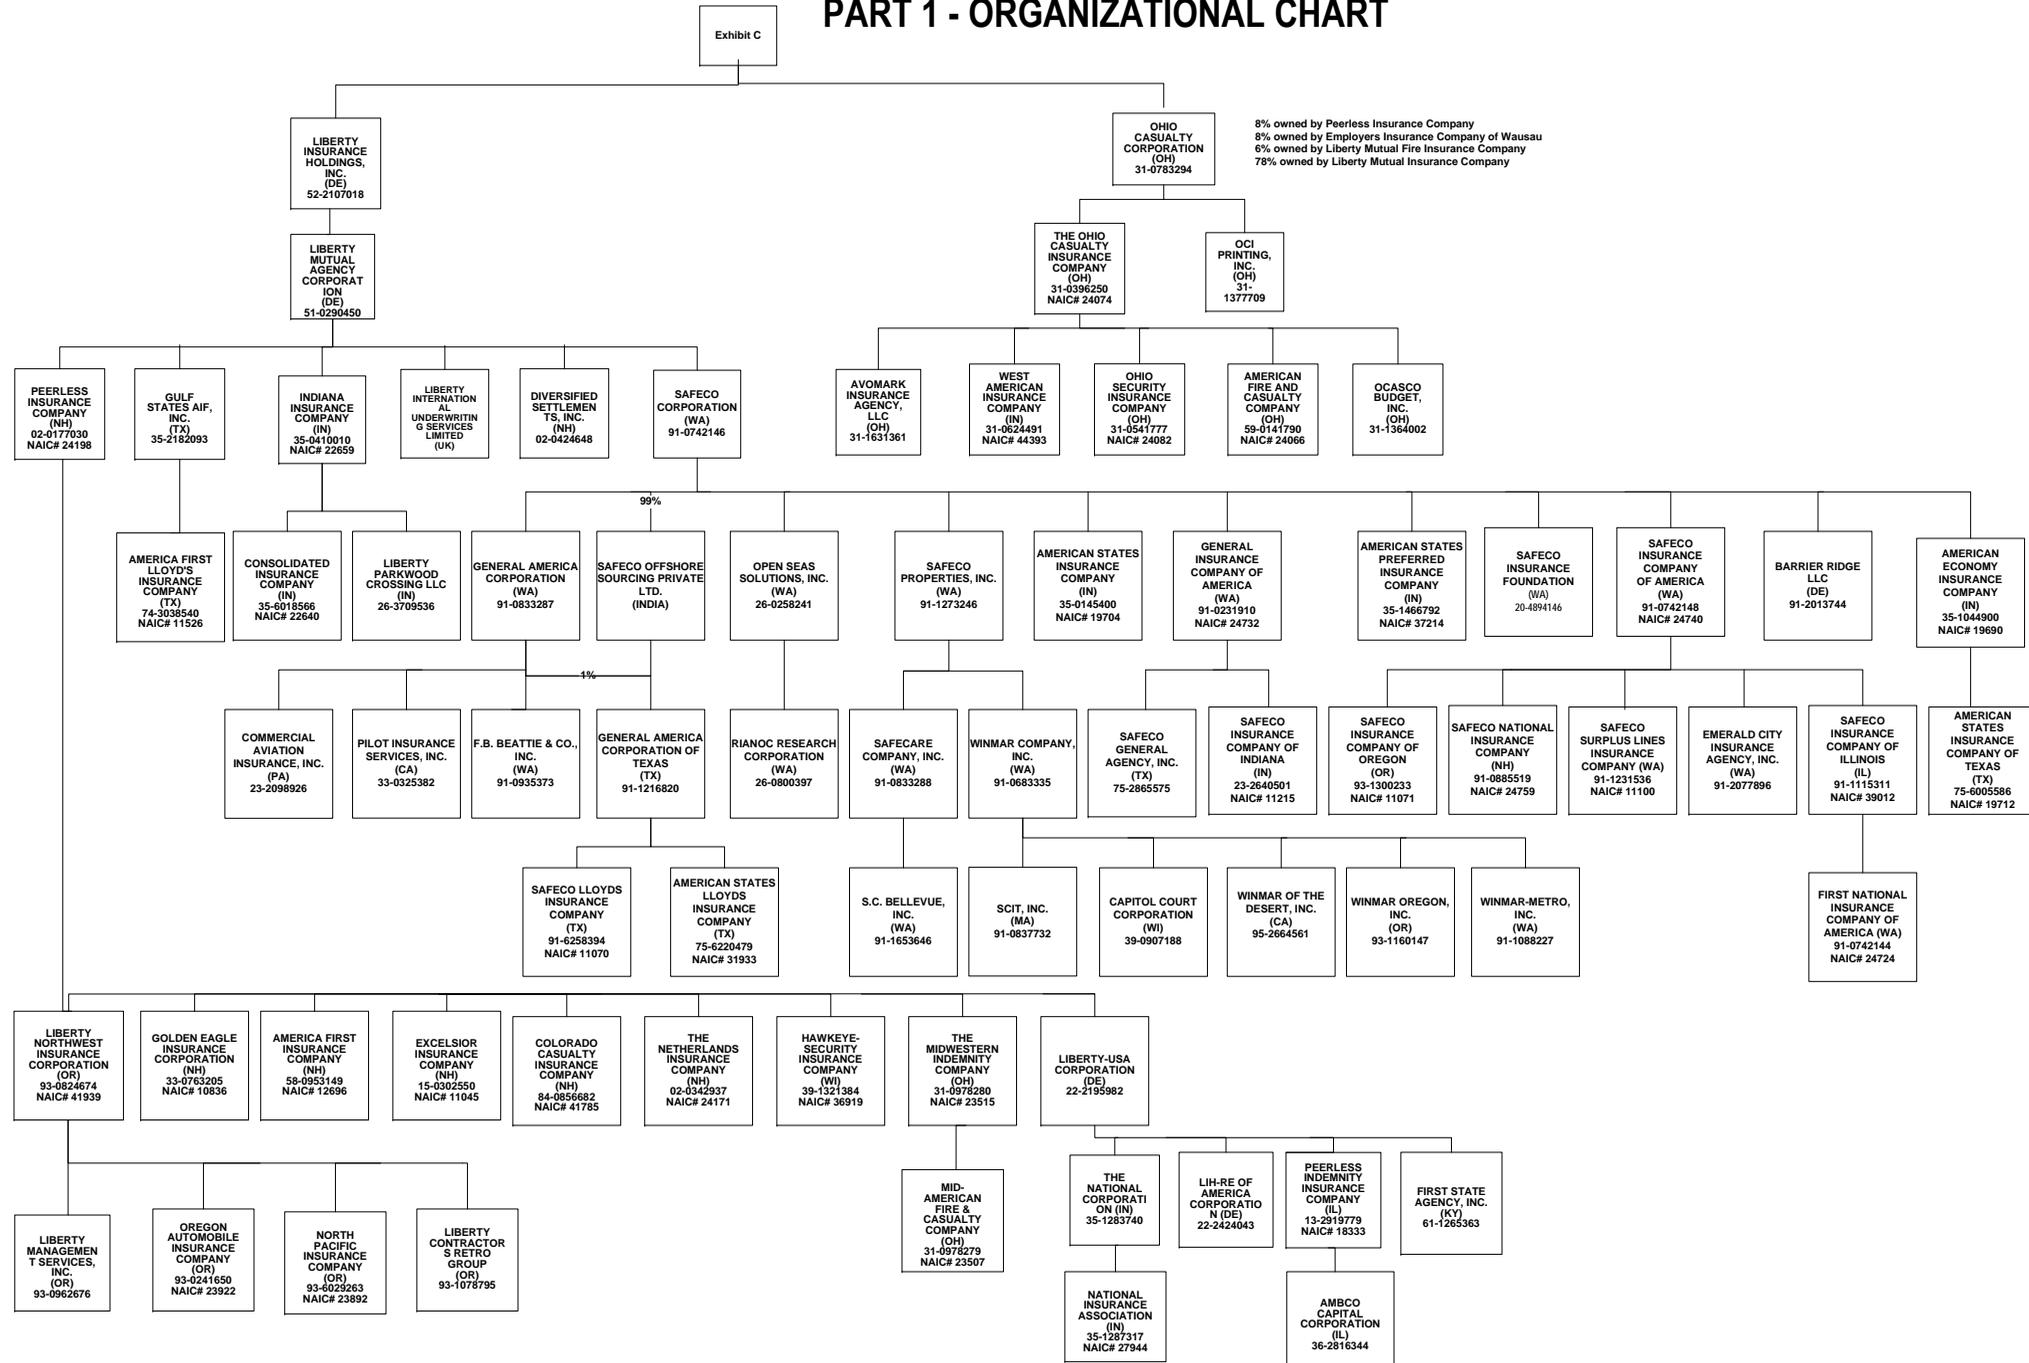 PART 1 - ORGANIZATIONAL CHART
Exhibit C
LIBERTY
INSURANCE
HOLDINGS,
INC.
(DE)
52-2107018
OHIO
CASUALTY
CORPORATION
(OH)
31-0783294
8% owned by Peerless Insurance Company
8% owned by Employers Insurance Company of Wausau
6% owned by Liberty Mutual Fire Insurance Company
78% owned by Liberty Mutual Insurance Company
LIBERTY
MUTUAL
AGENCY
CORPORAT
ION
(DE)
51-0290450
THE OHIO
CASUALTY
INSURANCE
COMPANY
(OH)
31-0396250
NAIC# 24074
OCI
PRINTING,
INC.
(OH)
31-
1377709
PEERLESS
INSURANCE
COMPANY
(NH)
02-0177030
NAIC# 24198
GULF
STATES AIF,
INC.
(TX)
35-2182093
INDIANA
INSURANCE
COMPANY
(IN)
35-0410010
NAIC# 22659
LIBERTY
INTERNATION
AL
UNDERWRITIN
G SERVICES
LIMITED
(UK)
DIVERSIFIED
SETTLEMEN
TS, INC.
(NH)
02-0424648
SAFECO
CORPORATION
(WA)
91-0742146
AVOMARK
INSURANCE
AGENCY,
LLC
(OH)
31-1631361
WEST
AMERICAN
INSURANCE
COMPANY
(IN)
31-0624491
NAIC# 44393
OHIO
SECURITY
INSURANCE
COMPANY
(OH)
31-0541777
NAIC# 24082
AMERICAN
FIRE AND
CASUALTY
COMPANY
(OH)
59-0141790
NAIC# 24066
OCASCO
BUDGET,
INC.
(OH)
31-1364002
99%
AMERICA FIRST
LLOYD'S
INSURANCE
COMPANY
(TX)
74-3038540
NAIC# 11526
CONSOLIDATED
INSURANCE
COMPANY
(IN)
35-6018566
NAIC# 22640
LIBERTY
PARKWOOD
CROSSING LLC
(IN)
26-3709536
GENERAL AMERICA
CORPORATION
(WA)
91-0833287
SAFECO OFFSHORE
SOURCING PRIVATE
LTD.
(INDIA)
OPEN SEAS
SOLUTIONS, INC.
(WA)
26-0258241
SAFECO
PROPERTIES, INC.
(WA)
91-1273246
AMERICAN STATES
INSURANCE
COMPANY
(IN)
35-0145400
NAIC# 19704
GENERAL
INSURANCE
COMPANY OF
AMERICA
(WA)
91-0231910
NAIC# 24732
AMERICAN STATES
PREFERRED
INSURANCE
COMPANY
(IN)
35-1466792
NAIC# 37214
SAFECO
INSURANCE
FOUNDATION
(WA)
20-4894146
SAFECO
INSURANCE
COMPANY
OF AMERICA
(WA)
91-0742148
NAIC# 24740
BARRIER RIDGE
LLC
(DE)
91-2013744
AMERICAN
ECONOMY
INSURANCE
COMPANY
(IN)
35-1044900
NAIC# 19690
1%
COMMERCIAL
AVIATION
INSURANCE, INC.
(PA)
23-2098926
PILOT INSURANCE
SERVICES, INC.
(CA)
33-0325382
F.B. BEATTIE & CO.,
INC.
(WA)
91-0935373
GENERAL AMERICA
CORPORATION OF
TEXAS
(TX)
91-1216820
RIANOC RESEARCH
CORPORATION
(WA)
26-0800397
SAFECARE
COMPANY, INC.
(WA)
91-0833288
WINMAR COMPANY,
INC.
(WA)
91-0683335
SAFECO
GENERAL
AGENCY, INC.
(TX)
75-2865575
SAFECO
INSURANCE
COMPANY OF
INDIANA
(IN)
23-2640501
NAIC# 11215
SAFECO
INSURANCE
COMPANY OF
OREGON
(OR)
93-1300233
NAIC# 11071
SAFECO NATIONAL
INSURANCE
COMPANY
(NH)
91-0885519
NAIC# 24759
SAFECO
SURPLUS LINES
INSURANCE
COMPANY (WA)
91-1231536
NAIC# 11100
EMERALD CITY
INSURANCE
AGENCY, INC.
(WA)
91-2077896
SAFECO
INSURANCE
COMPANY OF
ILLINOIS
(IL)
91-1115311
NAIC# 39012
AMERICAN
STATES
INSURANCE
COMPANY OF
TEXAS
(TX)
75-6005586
NAIC# 19712
SAFECO LLOYDS
INSURANCE
COMPANY
(TX)
91-6258394
NAIC# 11070
AMERICAN STATES
LLOYDS
INSURANCE
COMPANY
(TX)
75-6220479
NAIC# 31933
S.C. BELLEVUE,
INC.
(WA)
91-1653646
SCIT, INC.
(MA)
91-0837732
CAPITOL COURT
CORPORATION
(WI)
39-0907188
WINMAR OF THE
DESERT, INC.
(CA)
95-2664561
WINMAR OREGON,
INC.
(OR)
93-1160147
WINMAR-METRO,
INC.
(WA)
91-1088227
FIRST NATIONAL
INSURANCE
COMPANY OF
AMERICA (WA)
91-0742144
NAIC# 24724
LIBERTY
NORTHWEST
INSURANCE
CORPORATION
(OR)
93-0824674
NAIC# 41939
GOLDEN EAGLE
INSURANCE
CORPORATION
(NH)
33-0763205
NAIC# 10836
AMERICA FIRST
INSURANCE
COMPANY
(NH)
58-0953149
NAIC# 12696
EXCELSIOR
INSURANCE
COMPANY
(NH)
15-0302550
NAIC# 11045
COLORADO
CASUALTY
INSURANCE
COMPANY
(NH)
84-0856682
NAIC# 41785
THE
NETHERLANDS
INSURANCE
COMPANY
(NH)
02-0342937
NAIC# 24171
HAWKEYE-
SECURITY
INSURANCE
COMPANY
(WI)
39-1321384
NAIC# 36919
THE
MIDWESTERN
INDEMNITY
COMPANY
(OH)
31-0978280
NAIC# 23515
LIBERTY-USA
CORPORATION
(DE)
22-2195982
LIBERTY
MANAGEMEN
T SERVICES,
INC.
(OR)
93-0962676
OREGON
AUTOMOBILE
INSURANCE
COMPANY
(OR)
93-0241650
NAIC# 23922
NORTH
PACIFIC
INSURANCE
COMPANY
(OR)
93-6029263
NAIC# 23892
LIBERTY
CONTRACTOR
S RETRO
GROUP
(OR)
93-1078795
MID-
AMERICAN
FIRE &
CASUALTY
COMPANY
(OH)
31-0978279
NAIC# 23507
THE
NATIONAL
CORPORATI
ON (IN)
35-1283740
LIH-RE OF
AMERICA
CORPORATIO
N (DE)
22-2424043
PEERLESS
INDEMNITY
INSURANCE
COMPANY
(IL)
13-2919779
NAIC# 18333
FIRST STATE
AGENCY, INC.
(KY)
61-1265363
NATIONAL
INSURANCE
ASSOCIATION
(IN)
35-1287317
NAIC# 27944
AMBCO
CAPITAL
CORPORATION
(IL)
36-2816344